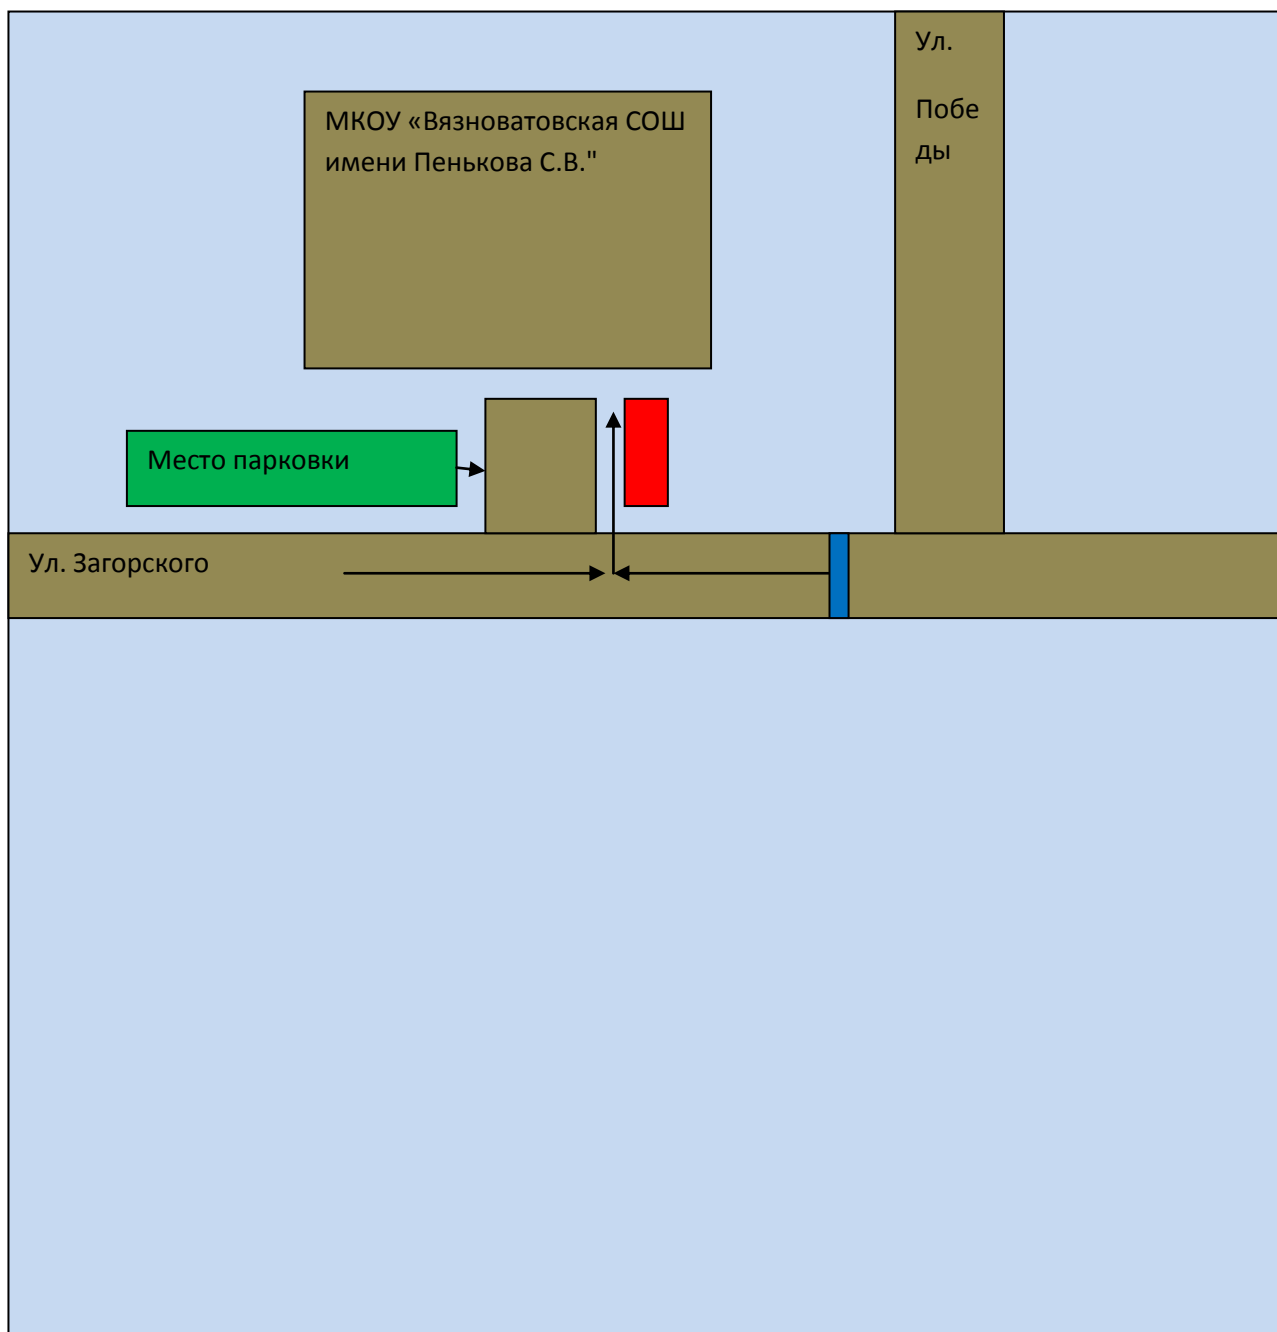 Ул.
Побе
ды
МКОУ «Вязноватовская СОШ
имени Пенькова С.В."
Место парковки
Ул. Загорского